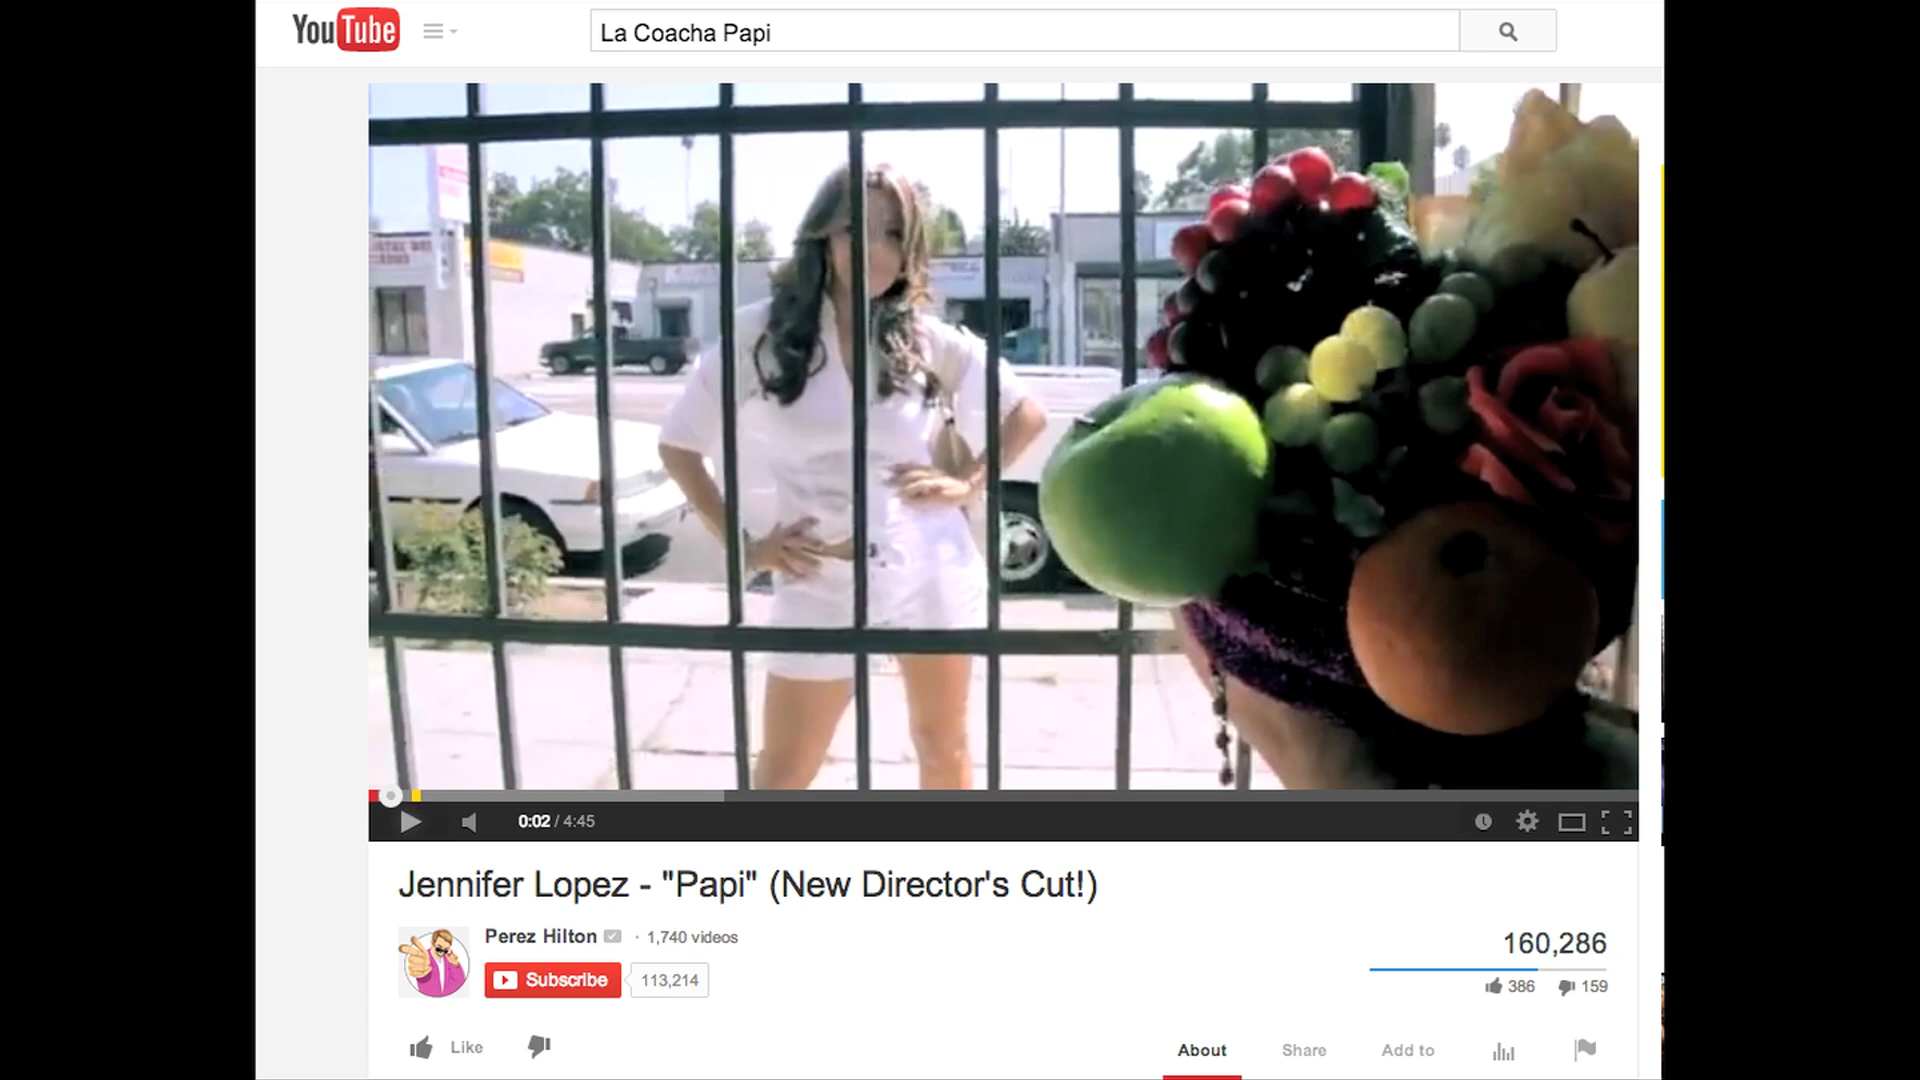 YouTube
La Coacha Papi
0:02 / 4:45
Jennifer Lopez - "Papi" (New Director's Cut!)
Perez Hilton · 1,740 videos
160,286
Subscribe 113,214
386 159
Like
About Share Add to